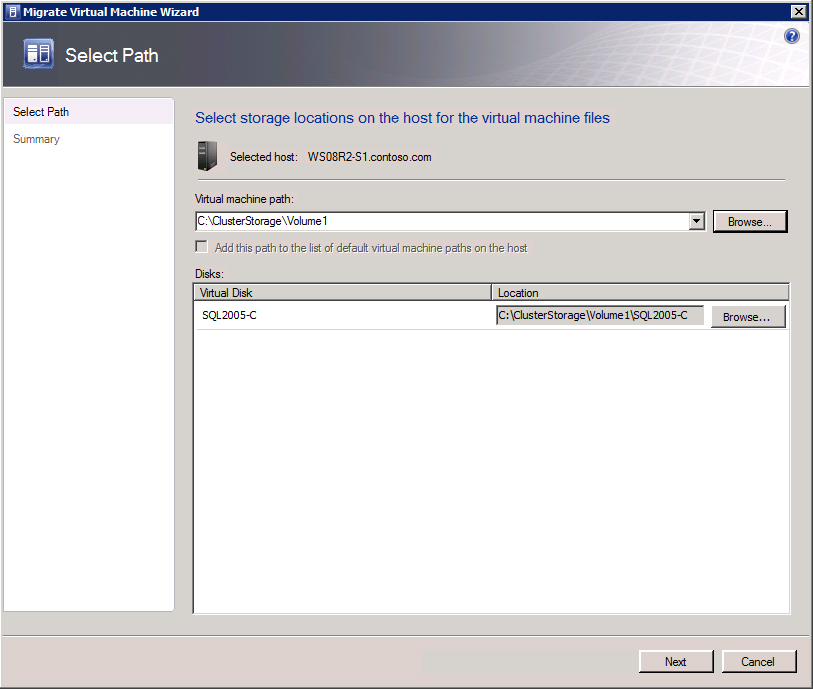 Migrate Virtual Machine Wizard
Select Path
Select Path
Summary
Select storage locations on the host for the virtual machine files
Selected host: WS08R2-S1.contoso.com
Virtual machine path:
C:\ClusterStorage\Volume1
Browse...
Add this path to the list of default virtual machine paths on the host
Disks:
Virtual Disk Location
SQL2005-C C:\ClusterStorage\Volume1\SQL2005-C Browse...
Next Cancel